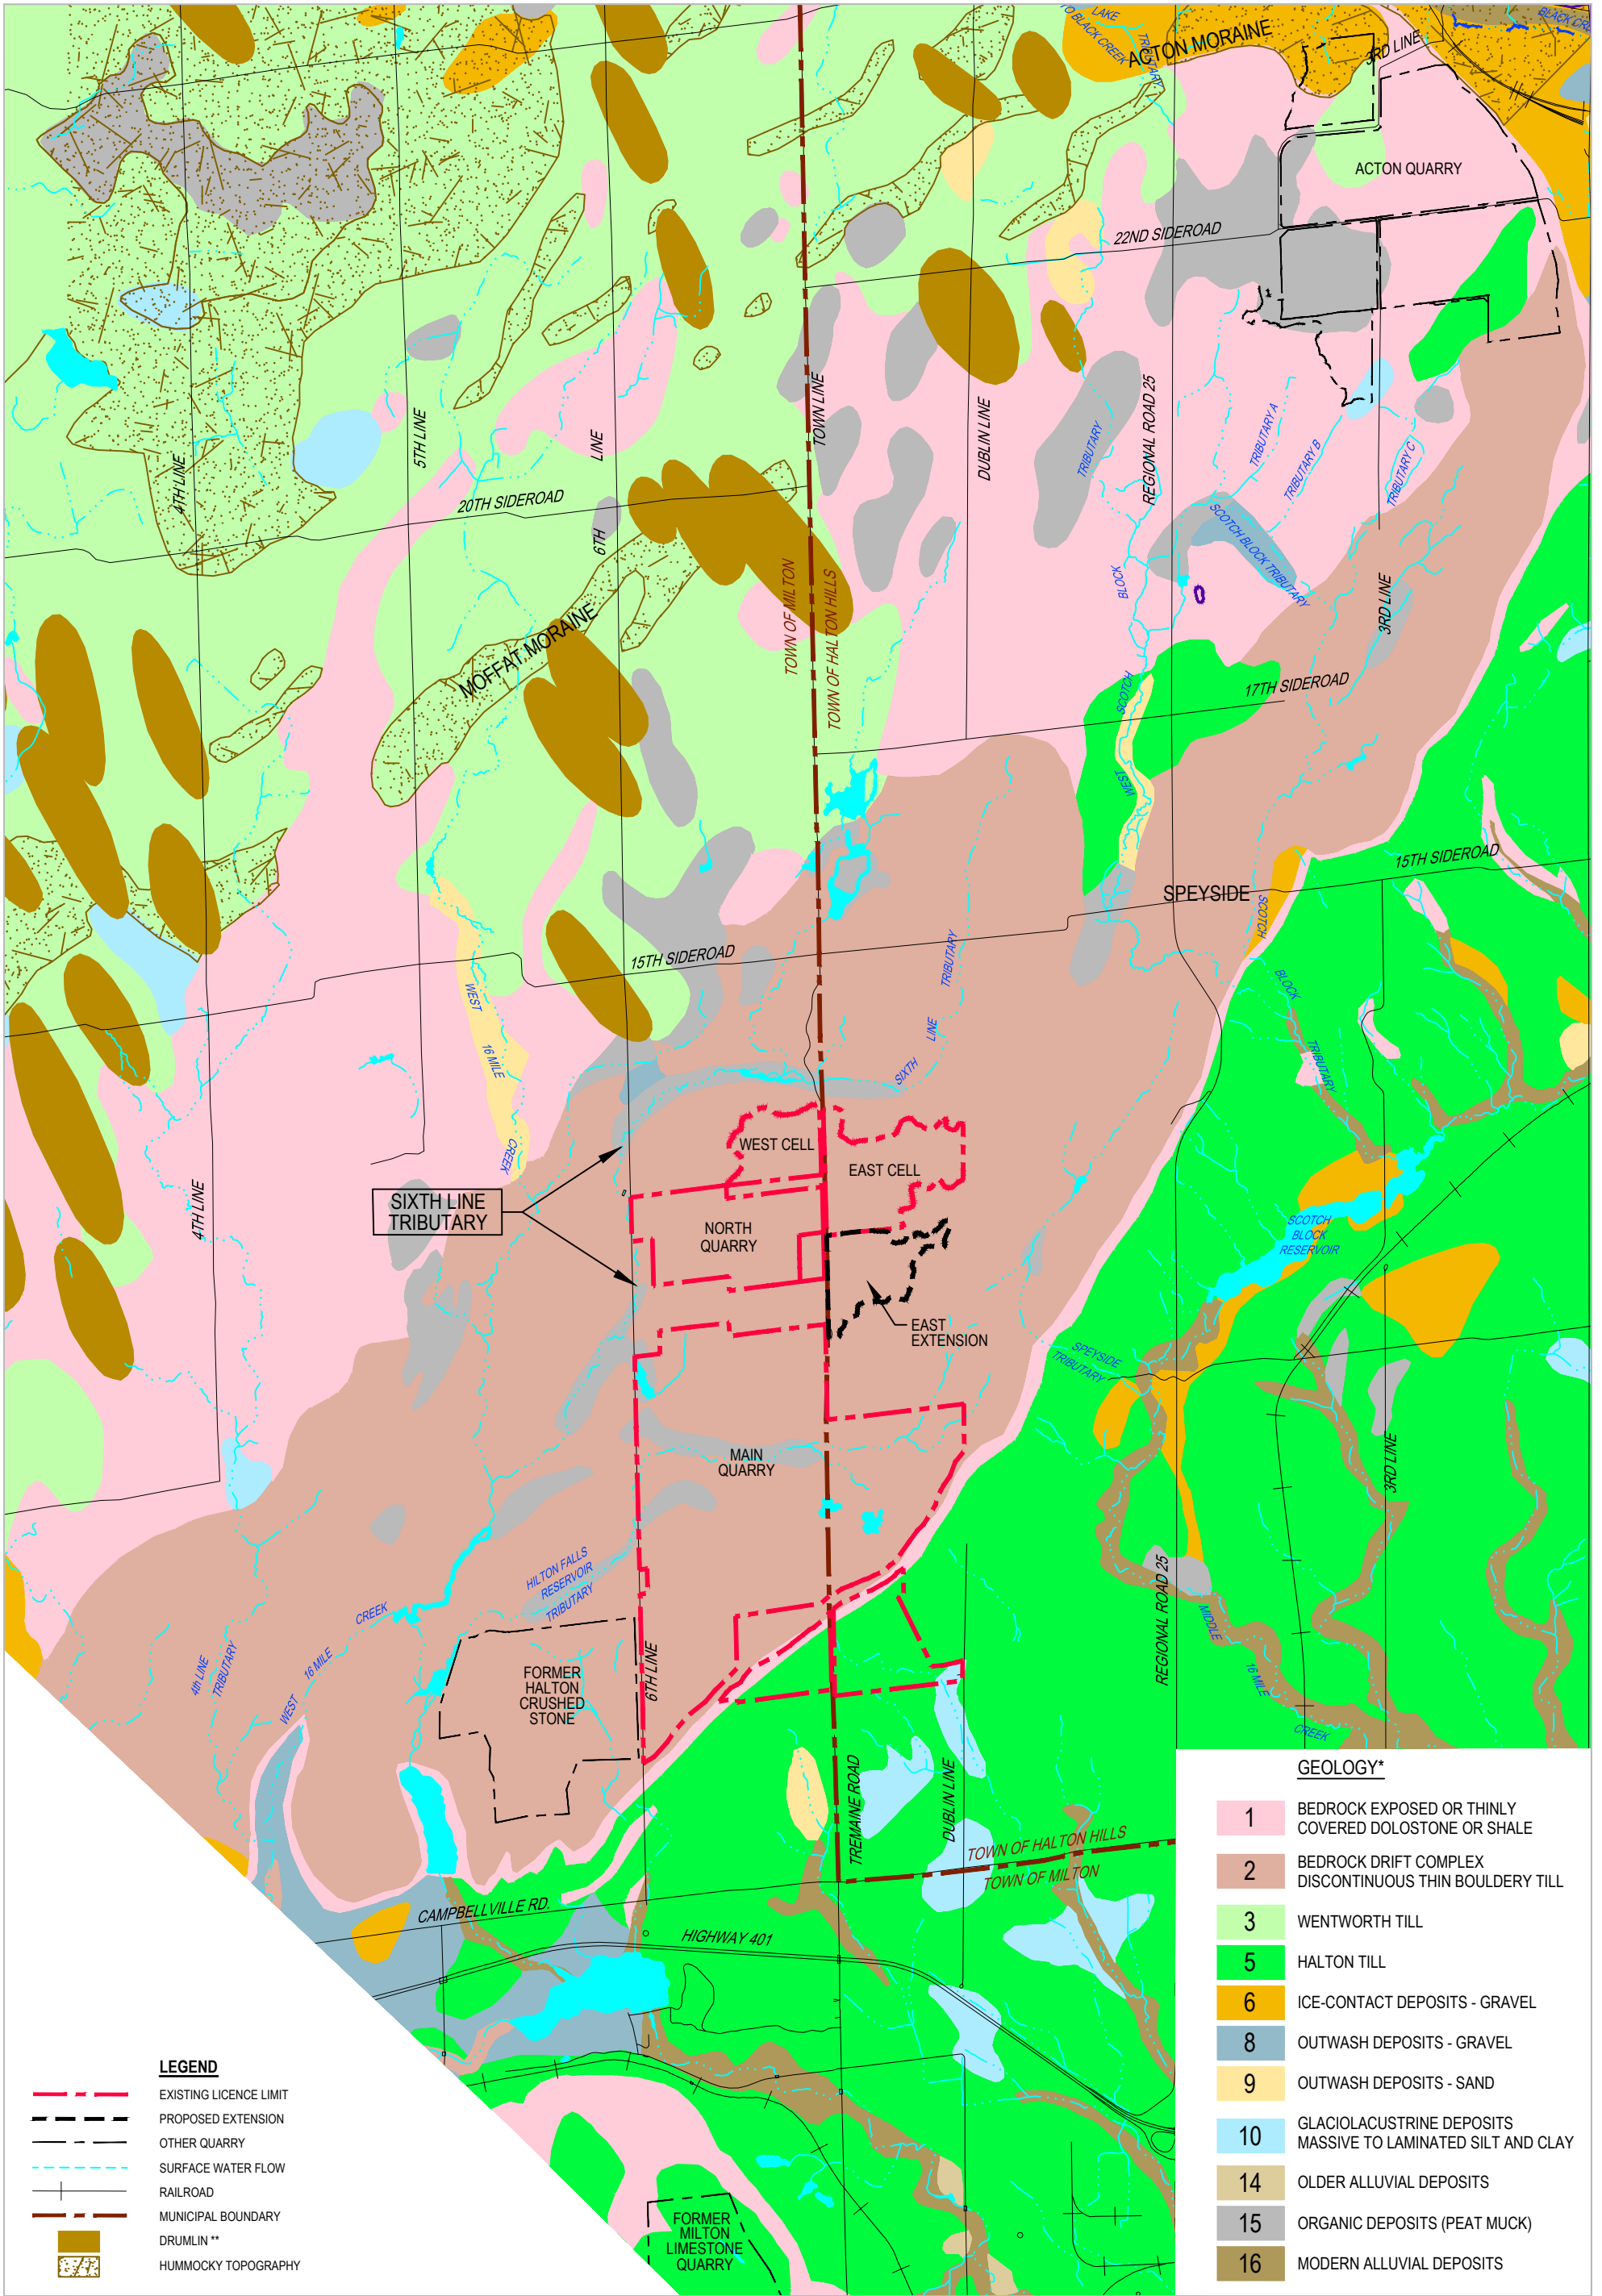 LAKE
TO BLACK CREEK
TRIBUTARY
ACTON MORAINE
3RD LINE
BLACK
ACTON QUARRY
22ND SIDEROAD
TOWN LINE
DUBLIN LINE
REGIONAL ROAD 25
TRIBUTARY
TRIBUTARY A
TRIBUTARY B
TRIBUTARY C
SCOTCH BLOCK TRIBUTARY
4TH LINE
5TH LINE
LINE
6TH
20TH SIDEROAD
TOWN OF MILTON
TOWN OF HALTON HILLS
MOFFAT MORAINE
BLOCK
SCOTCH
WEST
3RD LINE
17TH SIDEROAD
15TH SIDEROAD
SPEYSIDE
SCOTCH
BLOCK
TRIBUTARY
15TH SIDEROAD
TRIBUTARY
LINE
SIXTH
WEST
16 MILE
CREEK
WEST CELL
EAST CELL
SIXTH LINE
TRIBUTARY
4TH LINE
NORTH
QUARRY
SCOTCH
BLOCK
RESERVOIR
EAST
EXTENSION
SPEYSIDE
TRIBUTARY
MAIN
QUARRY
3RD LINE
HILTON FALLS
RESERVOIR
TRIBUTARY
CREEK
16 MILE
WEST
4th LINE
TRIBUTARY
FORMER
HALTON
CRUSHED
STONE
6TH LINE
REGIONAL ROAD 25
MIDDLE
16 MILE
CREEK
TREMAINE ROAD
DUBLIN LINE
TOWN OF HALTON HILLS
TOWN OF MILTON
CAMPBELLVILLE RD.
HIGHWAY 401
FORMER
MILTON
LIMESTONE
QUARRY
LEGEND
EXISTING LICENCE LIMIT
PROPOSED EXTENSION
OTHER QUARRY
SURFACE WATER FLOW
RAILROAD
MUNICIPAL BOUNDARY
DRUMLIN **
HUMMOCKY TOPOGRAPHY
GEOLOGY*
1 BEDROCK EXPOSED OR THINLY
COVERED DOLOSTONE OR SHALE
2 BEDROCK DRIFT COMPLEX
DISCONTINUOUS THIN BOULDERY TILL
3 WENTWORTH TILL
5 HALTON TILL
6 ICE-CONTACT DEPOSITS - GRAVEL
8 OUTWASH DEPOSITS - GRAVEL
9 OUTWASH DEPOSITS - SAND
10 GLACIOLACUSTRINE DEPOSITS
MASSIVE TO LAMINATED SILT AND CLAY
14 OLDER ALLUVIAL DEPOSITS
15 ORGANIC DEPOSITS (PEAT MUCK)
16 MODERN ALLUVIAL DEPOSITS